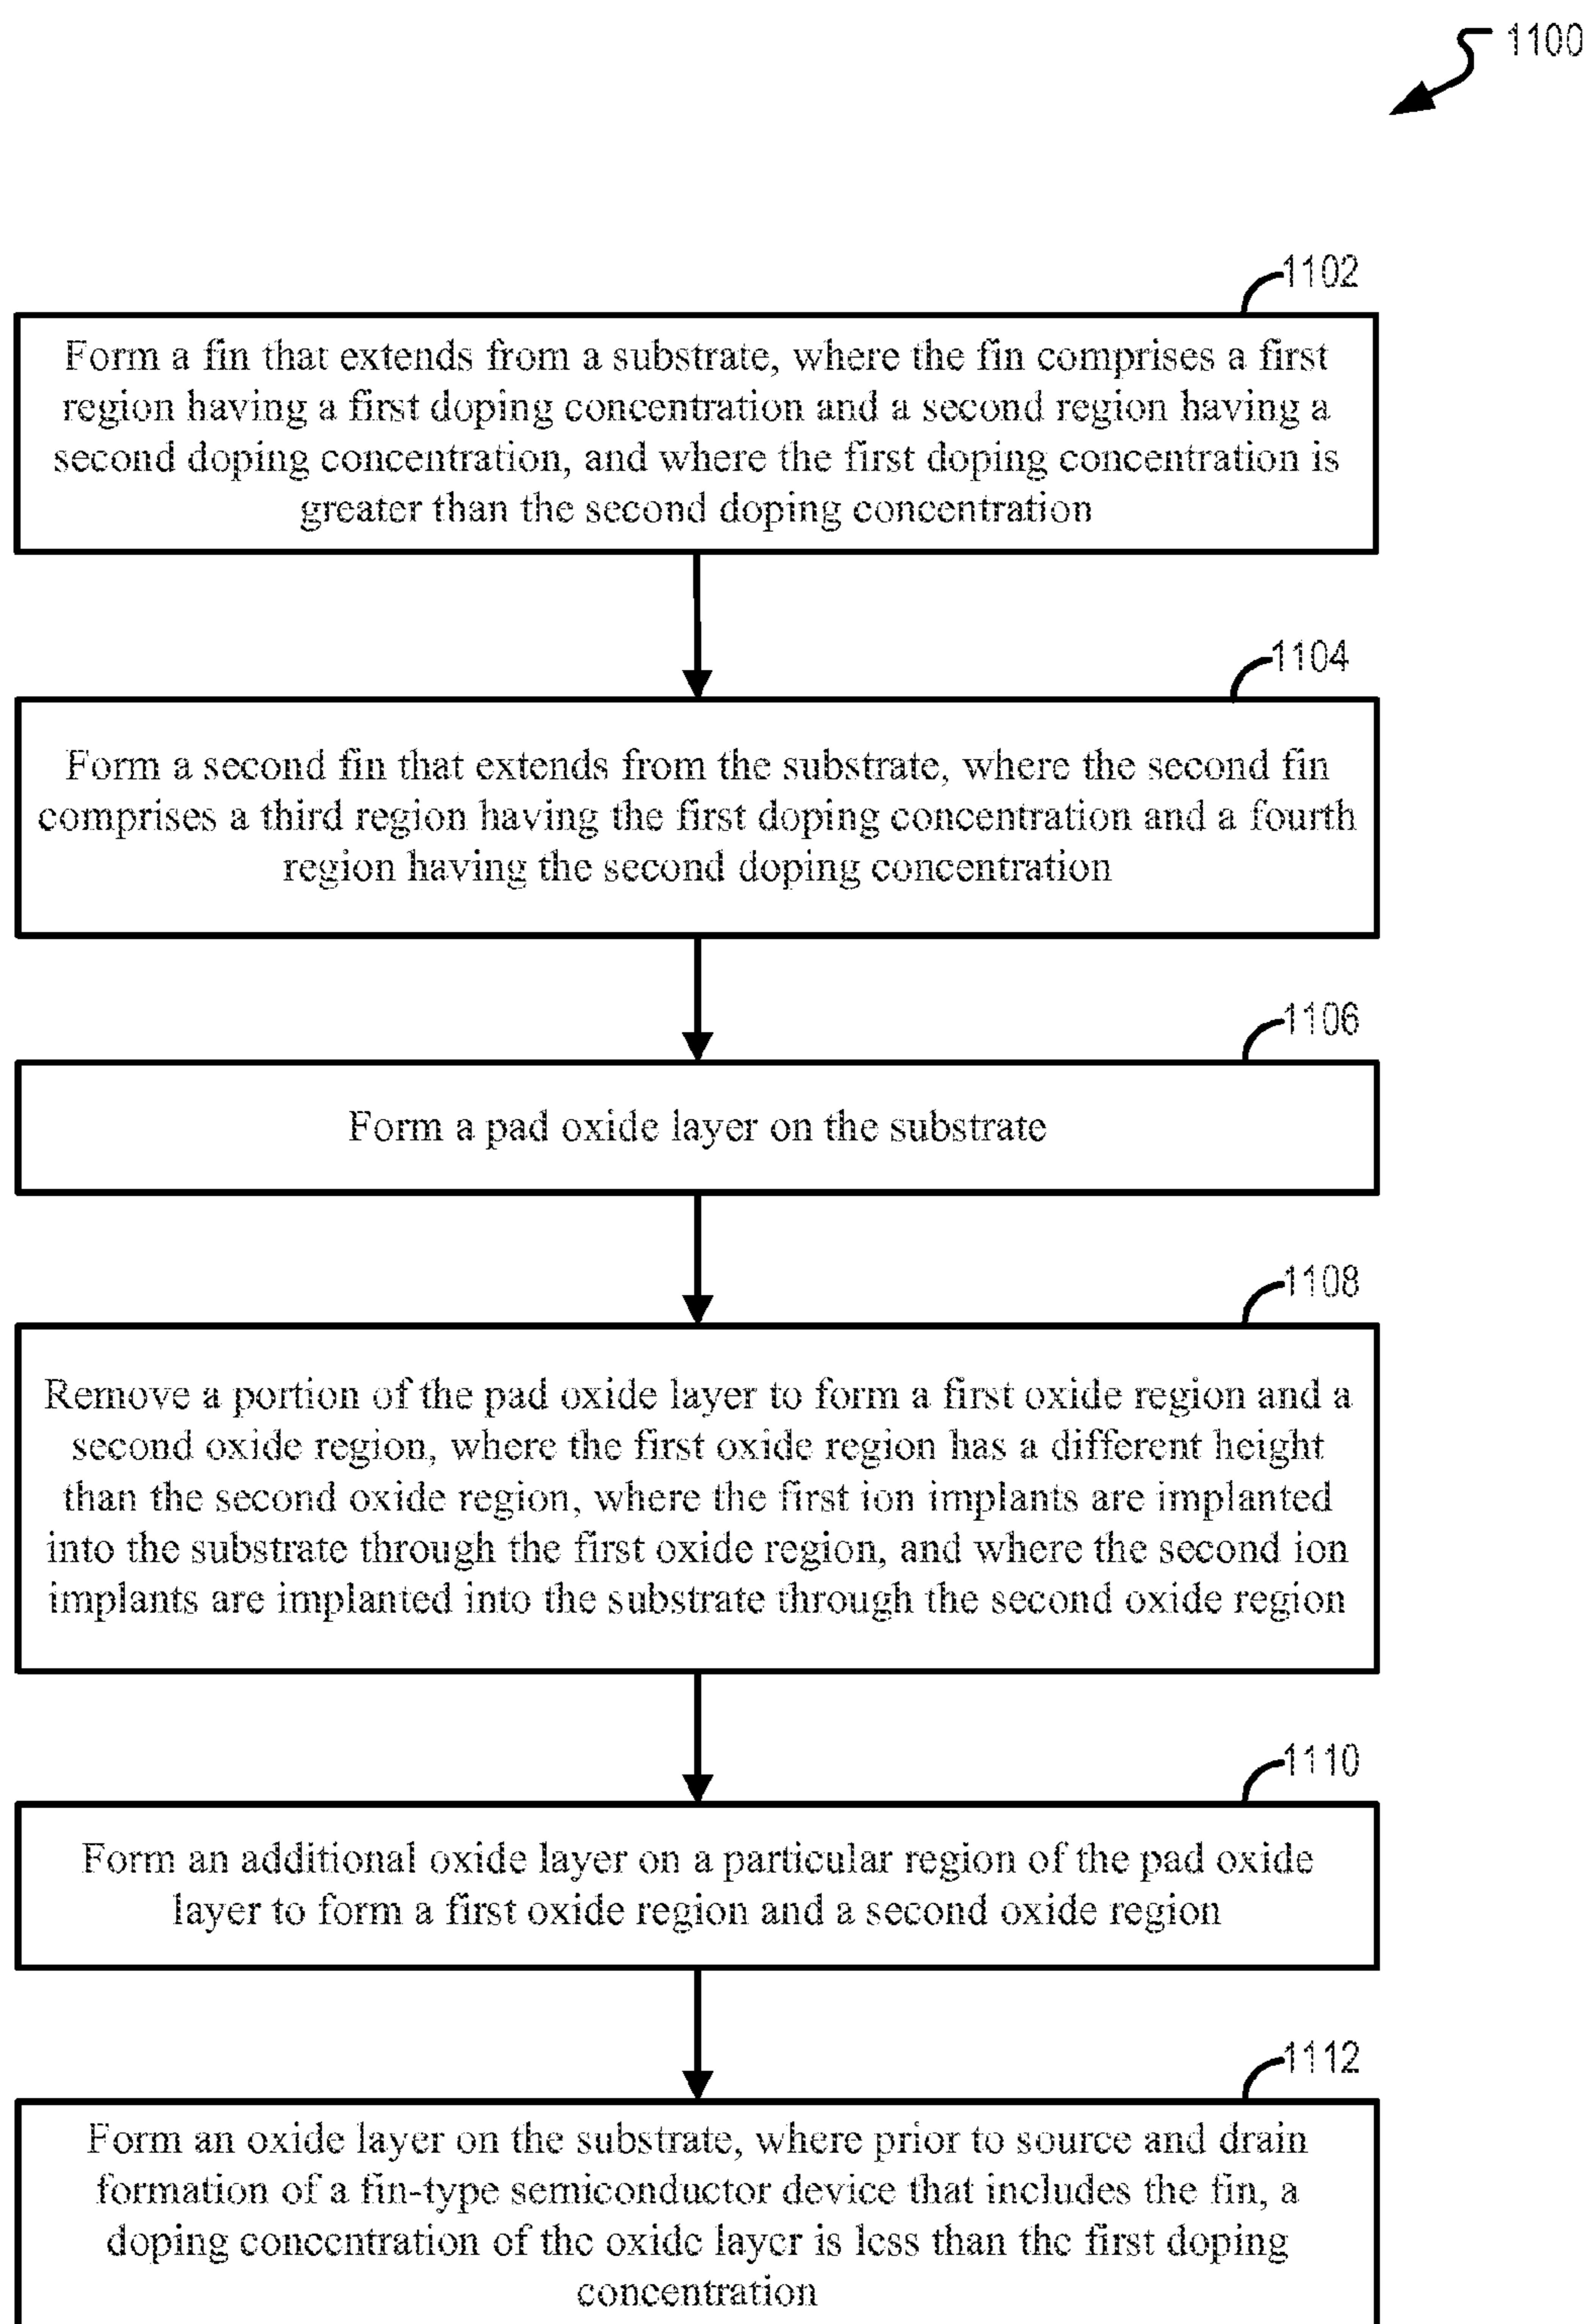 1100
1102
Form a fin that extends from a substrate, where the fin comprises a first
region having a first doping concentration and a second region having a
second doping concentration, and where the first doping concentration is
greater than the second doping concentration
1104
Form a second fin that extends from the substrate, where the second fin
comprises a third region having the first doping concentration and a fourth
region having the second doping concentration
1106
Form a pad oxide layer on the substrate
1108
Remove a portion of the pad oxide layer to form a first oxide region and a
second oxide region, where the first oxide region has a different height
than the second oxide region, where the first ion implants are implanted
into the substrate through the first oxide region, and where the second ion
implants are implanted into the substrate through the second oxide region
1110
Form an additional oxide layer on a particular region of the pad oxide
layer to form a first oxide region and a second oxide region
1112
Form an oxide layer on the substrate, where prior to source and drain
formation of a fin-type semiconductor device that includes the fin, a
doping concentration of the oxide layer is less than the first doping
concentration